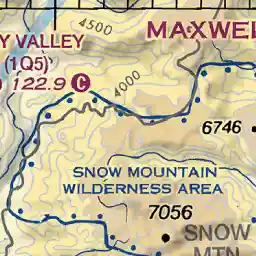 4500
MAXWEL
Y VALLEY
(1Q5)
122.9 C
4000
6746
SNOW MOUNTAIN
WILDERNESS AREA
7056
SNOW
MTN